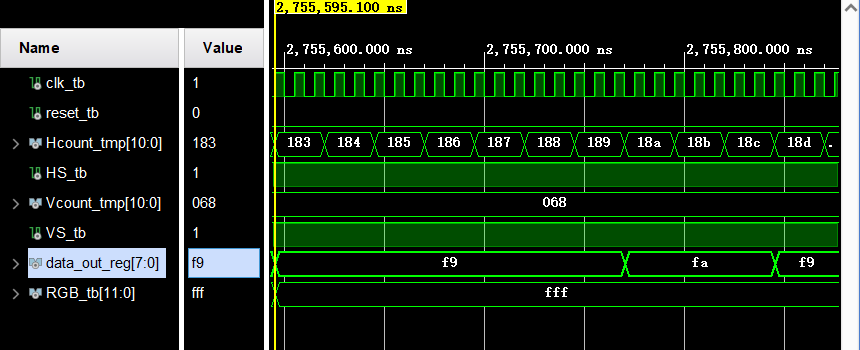 2,755,595.100 ns
Name Value 2,755,600.000 ns 2,755,700.000 ns 2,755,800.000 ns
clk_tb 1
reset_tb 0
Hcount_tmp[10:0] 183 183 184 185 186 187 188 189 18a 18b 18c 18d .
HS_tb 1
Vcount_tmp[10:0] 068 068
VS_tb 1
data_out_reg[7:0] f9 f9 fa f9
RGB_tb[11:0] fff fff